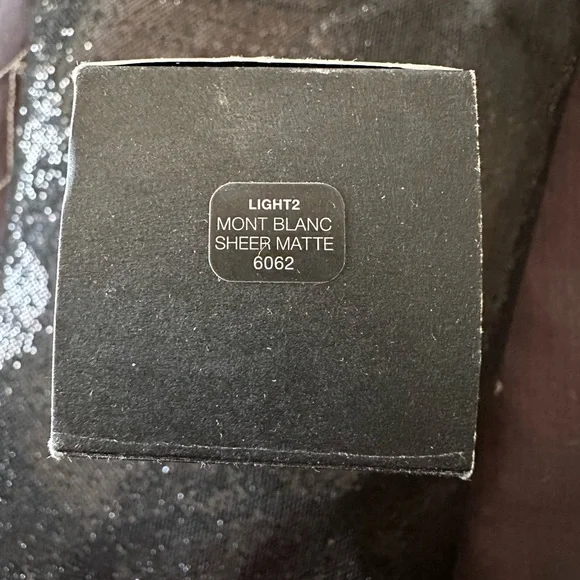 LIGHT2
MONT BLANC
SHEER MATTE
6062